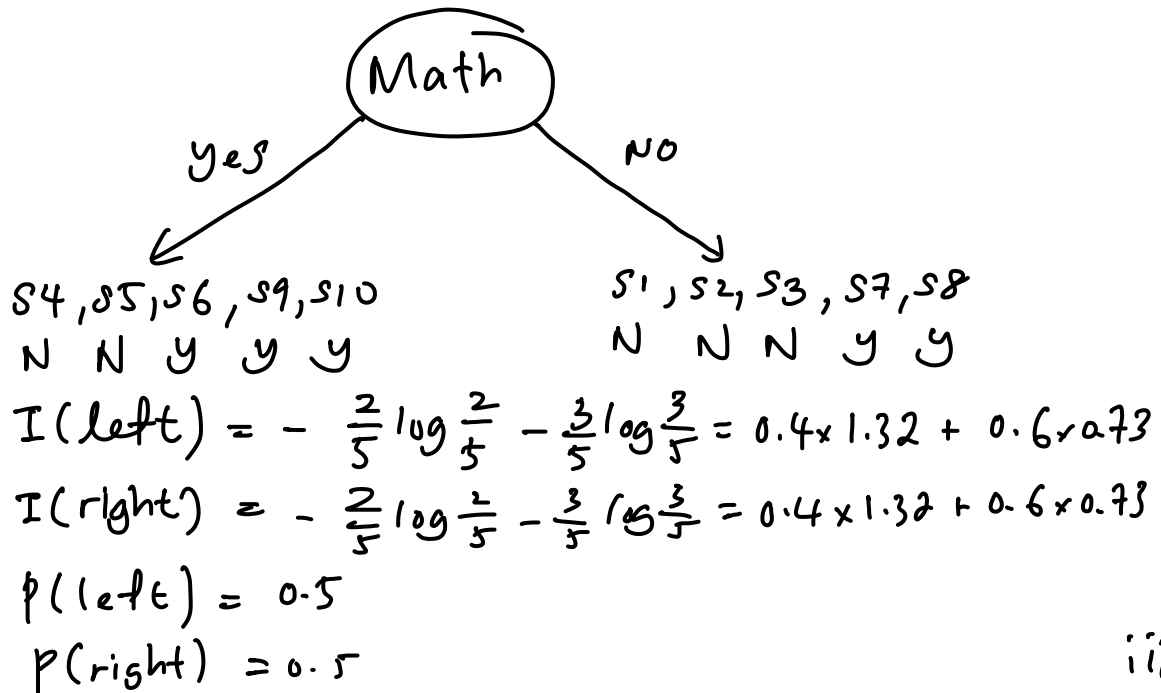 Math
yes
NO
S4, S5, S6, S9, S10
S1, S2, S3, S7, S8
N N y y y
N N N y y
I(left) = - 2/5 log 2/5 - 3/5 log 3/5 = 0.4 x 1.32 + 0.6 x 0.73
I(right) = - 2/5 log 2/5 - 3/5 log 3/5 = 0.4 x 1.32 + 0.6 x 0.73
P(left) = 0.5
P(right) = 0.5